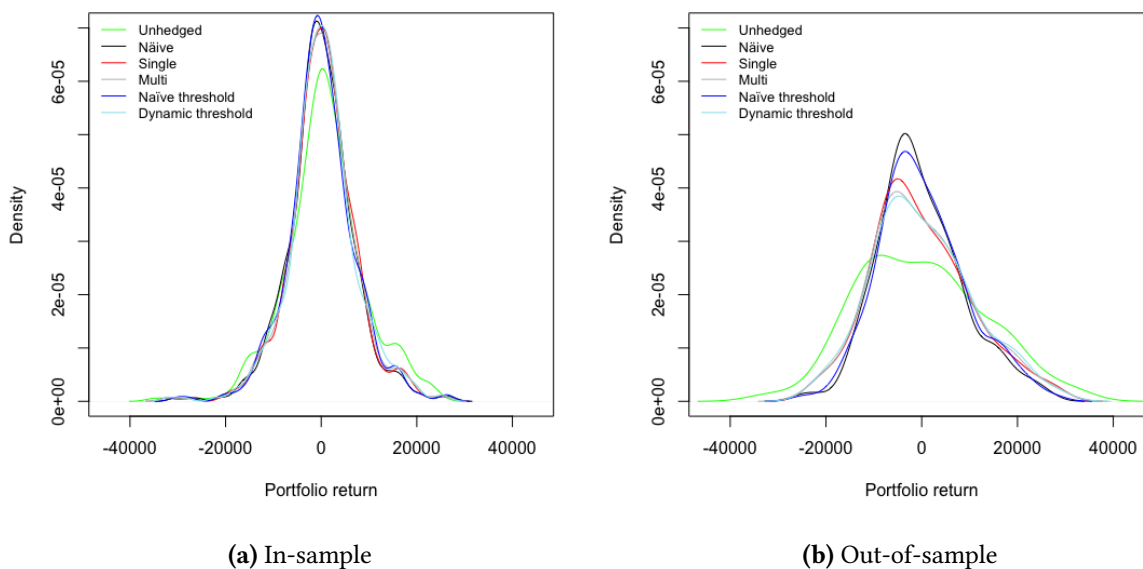 Unhedged
Näive
Single
Multi
Naïve threshold
Dynamic threshold
Density
0e+00 2e-05 4e-05 6e-05
-40000 -20000 0 20000 40000
Portfolio return
(a) In-sample
Unhedged
Näive
Single
Multi
Naïve threshold
Dynamic threshold
Density
0e+00 2e-05 4e-05 6e-05
-40000 -20000 0 20000 40000
Portfolio return
(b) Out-of-sample